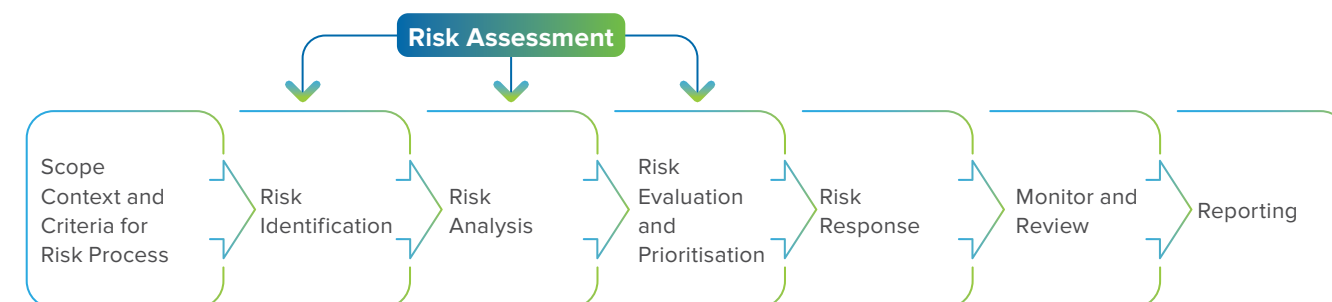 Risk Assessment
Scope
Context and
Criteria for
Risk Process
Risk
Identification
Risk
Analysis
Risk
Evaluation
and
Prioritisation
Risk
Response
Monitor and
Review
Reporting